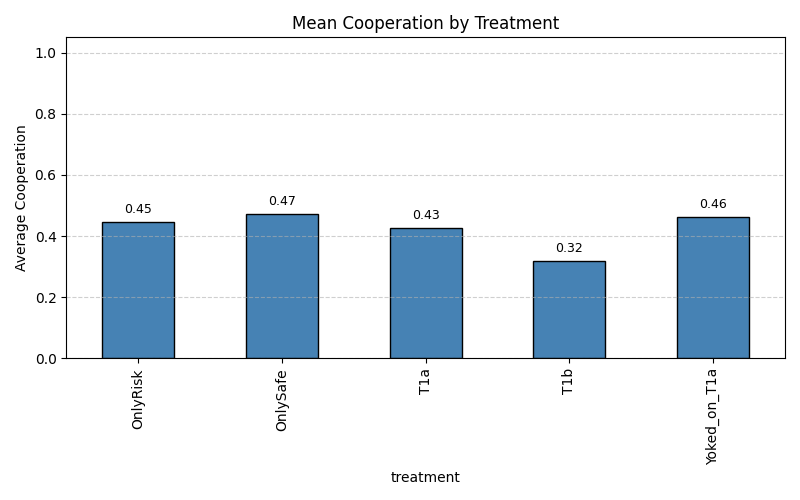 Mean Cooperation by Treatment
Average Cooperation
1.0
0.8
0.6
0.4
0.2
0.0
0.45
0.47
0.43
0.32
0.46
OnlyRisk
OnlySafe
T1a
T1b
Yoked_on_T1a
treatment